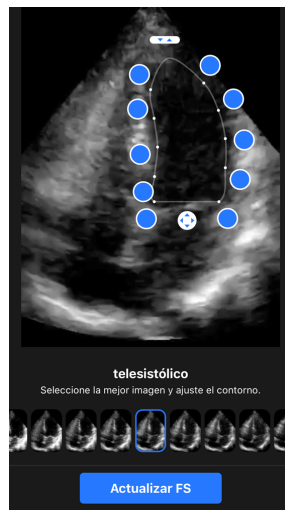 telesistólico
Seleccione la mejor imagen y ajuste el contorno.
Actualizar FS